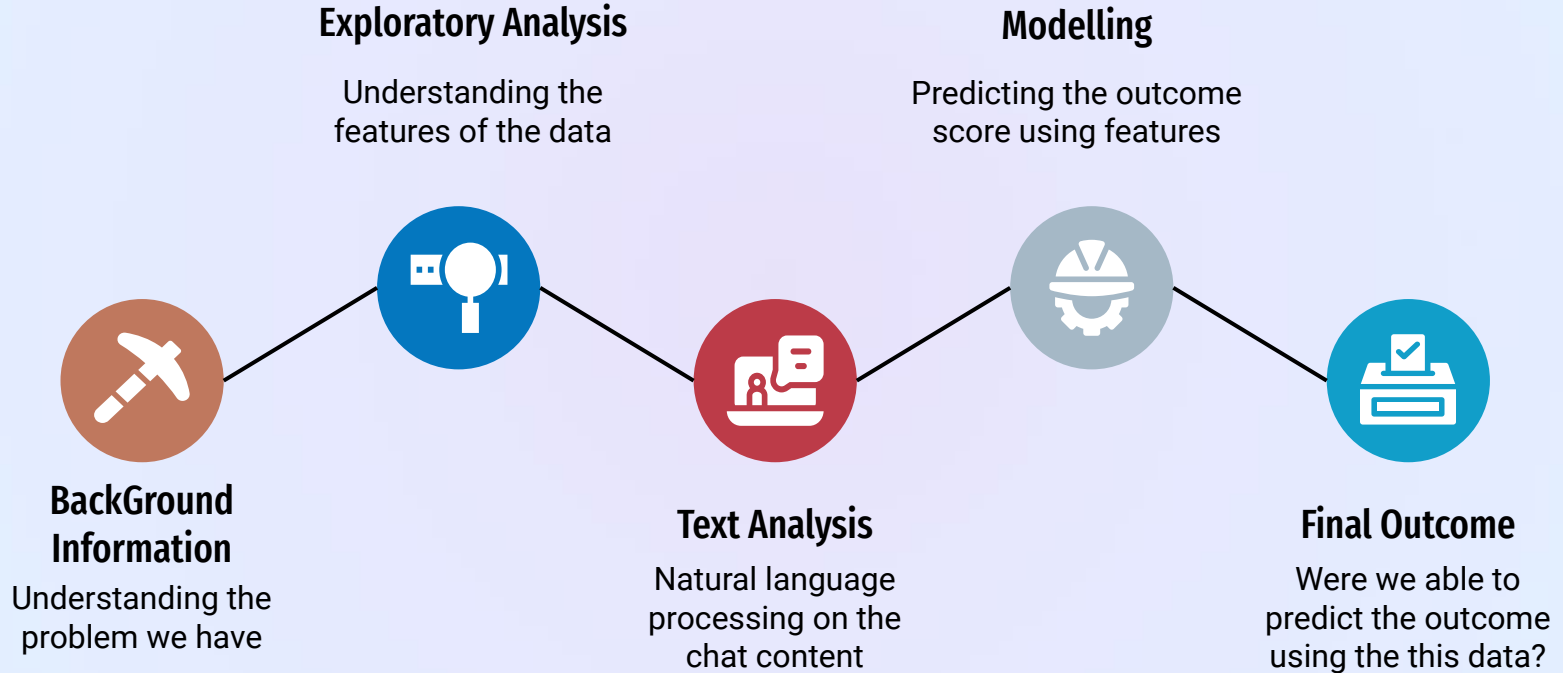 BackGround
Information
Understanding the
problem we have
Exploratory Analysis
Understanding the
features of the data
Text Analysis
Natural language
processing on the
chat content
Modelling
Predicting the outcome
score using features
Final Outcome
Were we able to
predict the outcome
using the this data?